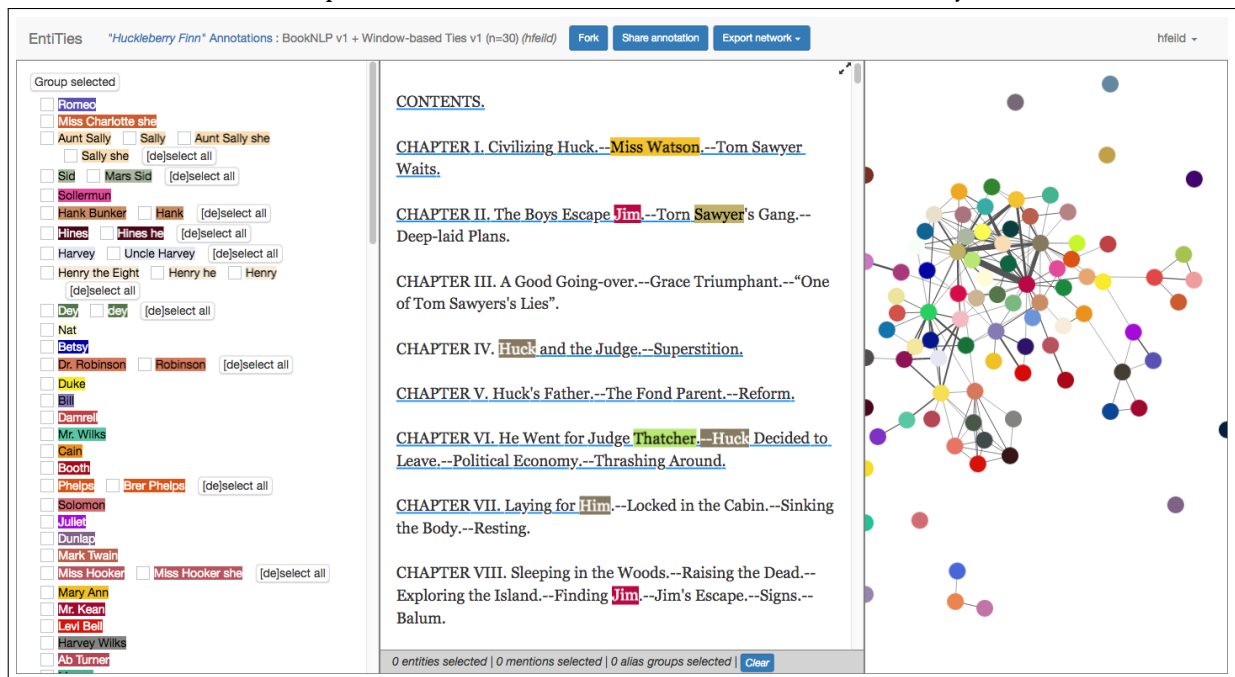 EntiTies "Huckleberry Finn" Annotations : BookNLP v1 + Window-based Ties v1 (n=30) (hfeild) Fork Share annotation Export network hfeild
Group selected
Romeo
Miss Charlotte she
Aunt Sally Sally Aunt Sally she
Sally she [de]select all
Sid Mars Sid [de]select all
Sollermun
Hank Bunker Hank [de]select all
Hines Hines he [de]select all
Harvey Uncle Harvey [de]select all
Henry the Eight Henry he Henry
[de]select all
Dey dey [de]select all
Nat
Betsy
Dr. Robinson Robinson [de]select all
Duke
Bill
Damrell
Mr. Wilks
Cain
Booth
Phelps Brer Phelps [de]select all
Solomon
Juliet
Dunlap
Mark Twain
Miss Hooker Miss Hooker she [de]select all
Mary Ann
Mr. Kean
Levi Bell
Harvey Wilks
Ab Turner
CONTENTS.
CHAPTER I. Civilizing Huck.--Miss Watson.--Tom Sawyer
Waits.
CHAPTER II. The Boys Escape Jim.--Torn Sawyer's Gang.--
Deep-laid Plans.
CHAPTER III. A Good Going-over.--Grace Triumphant.--“One
of Tom Sawyers's Lies”.
CHAPTER IV. Huck and the Judge.--Superstition.
CHAPTER V. Huck's Father.--The Fond Parent.--Reform.
CHAPTER VI. He Went for Judge Thatcher.--Huck Decided to
Leave.--Political Economy.--Thrashing Around.
CHAPTER VII. Laying for Him.--Locked in the Cabin.--Sinking
the Body.--Resting.
CHAPTER VIII. Sleeping in the Woods.--Raising the Dead.--
Exploring the Island.--Finding Jim.--Jim's Escape.--Signs.--
Balum.
0 entities selected | 0 mentions selected | 0 alias groups selected | Clear